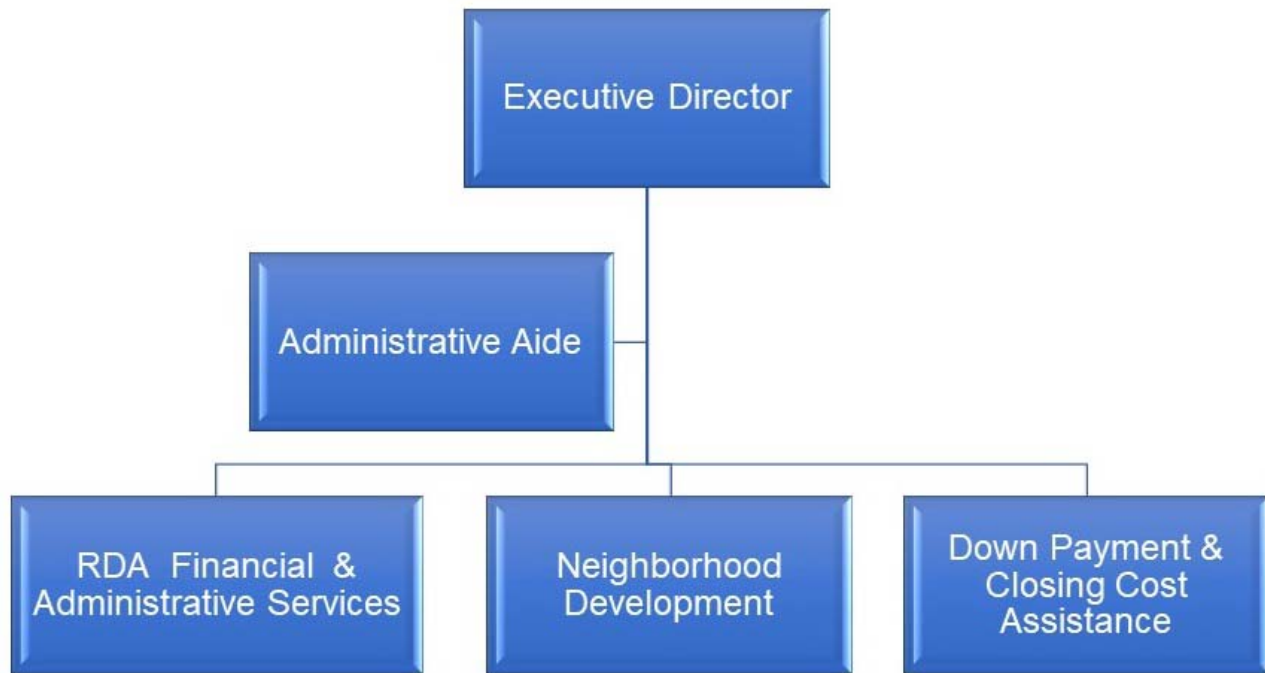 Executive Director
Administrative Aide
RDA Financial &
Administrative Services
Neighborhood
Development
Down Payment &
Closing Cost
Assistance